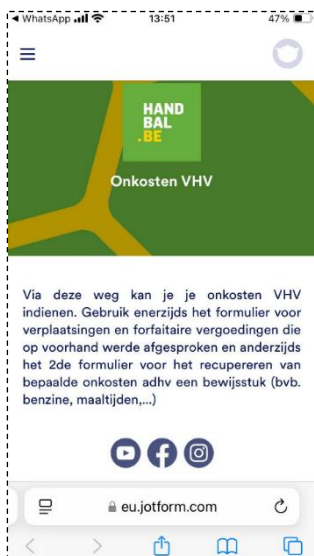 ◀ WhatsApp 13:51 47%
HAND
BAL
.BE
Onkosten VHV
Via deze weg kan je je onkosten VHV
indienen. Gebruik enerzijds het formulier voor
verplaatsingen en forfaitaire vergoedingen die
op voorhand werde afgesproken en anderzijds
het 2de formulier voor het recupereren van
bepaalde onkosten adhv een bewijsstuk (bvb.
benzine, maaltijden,...)
eu.jotform.com